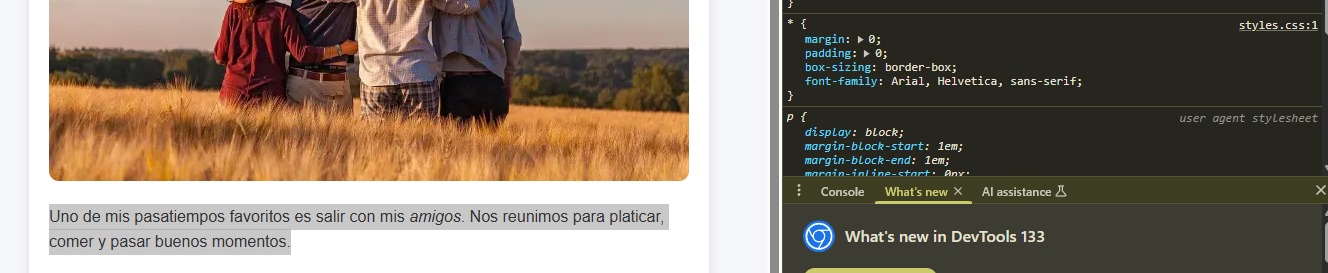 Uno de mis pasatiempos favoritos es salir con mis amigos. Nos reunimos para platicar,
comer y pasar buenos momentos.
}
* {
styles.css:1
margin: 0;
padding: 0;
box-sizing: border-box;
font-family: Arial, Helvetica, sans-serif;
}
p {
user agent stylesheet
display: block;
margin-block-start: 1em;
margin-block-end: 1em;
margin-inline-start: 0px;
Console What's new AI assistance
What's new in DevTools 133